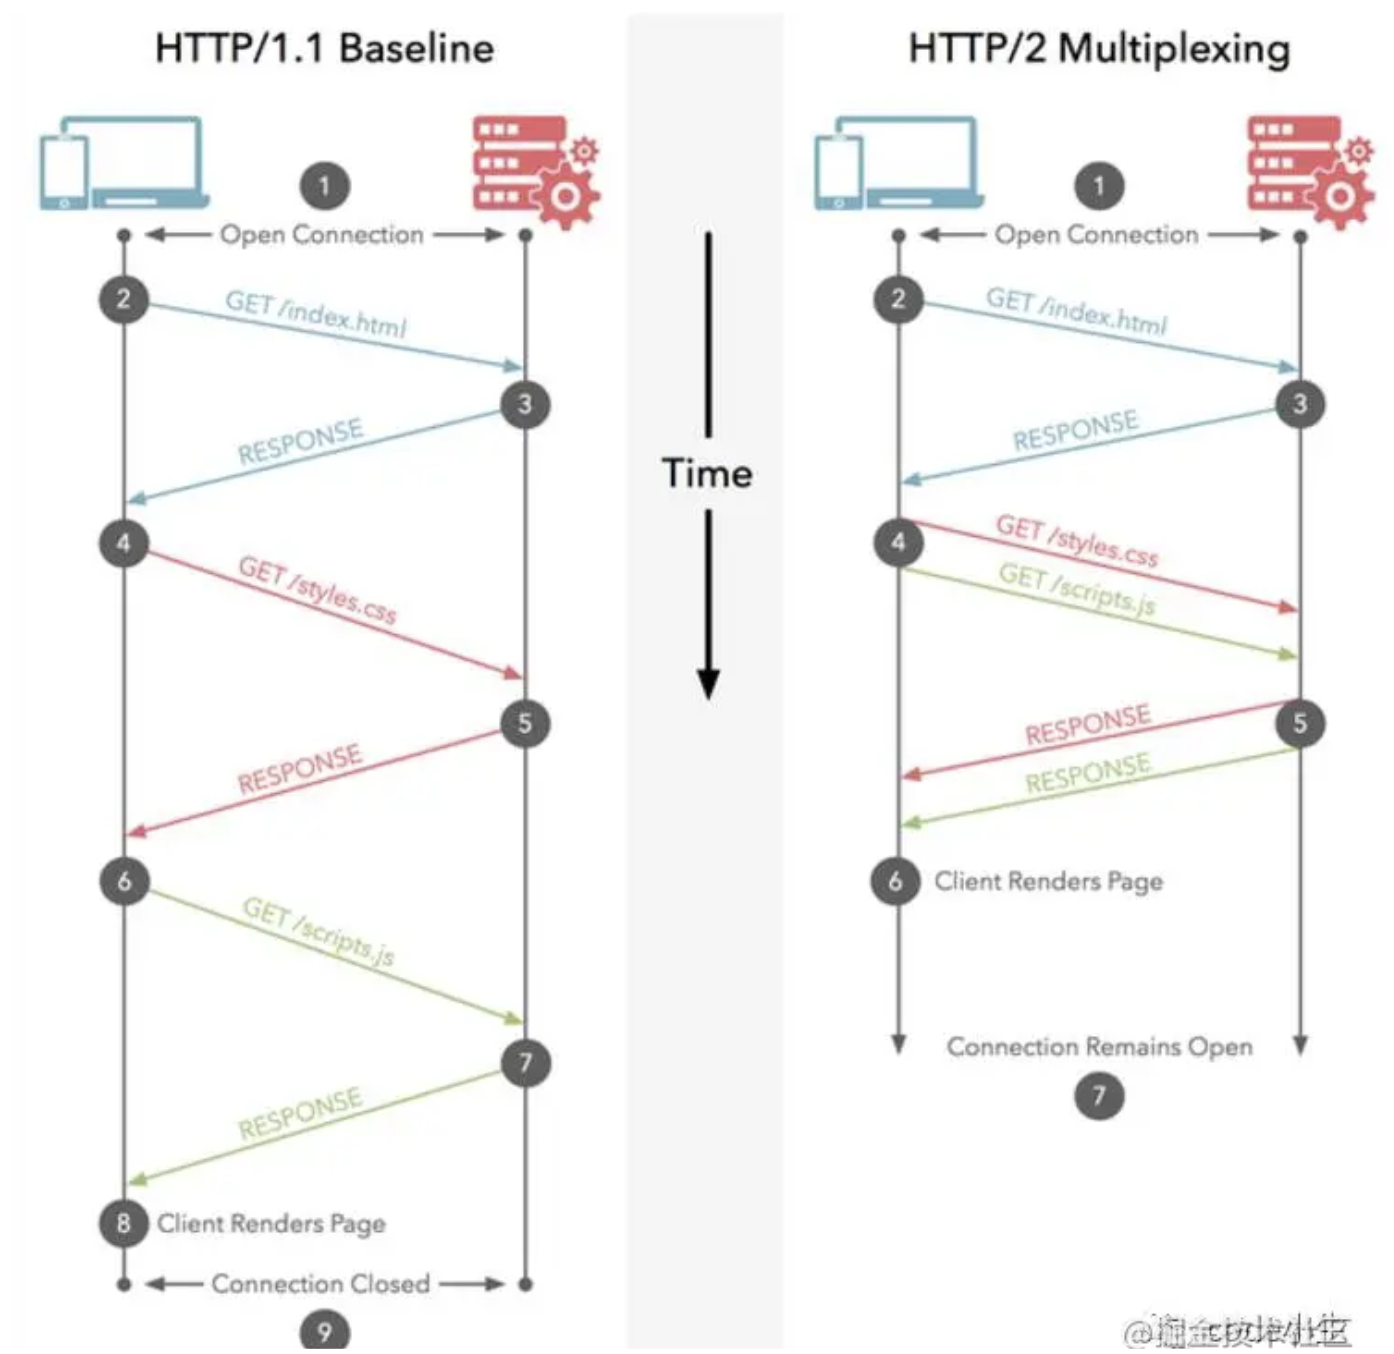 HTTP/1.1 Baseline
1
Open Connection
2
GET /index.html
3
RESPONSE
4
GET /styles.css
5
RESPONSE
6
GET /scripts.js
7
RESPONSE
8
Client Renders Page
Connection Closed
9
Time
HTTP/2 Multiplexing
1
Open Connection
2
GET /index.html
3
RESPONSE
4
GET /styles.css
GET /scripts.js
5
RESPONSE
RESPONSE
6
Client Renders Page
Connection Remains Open
7